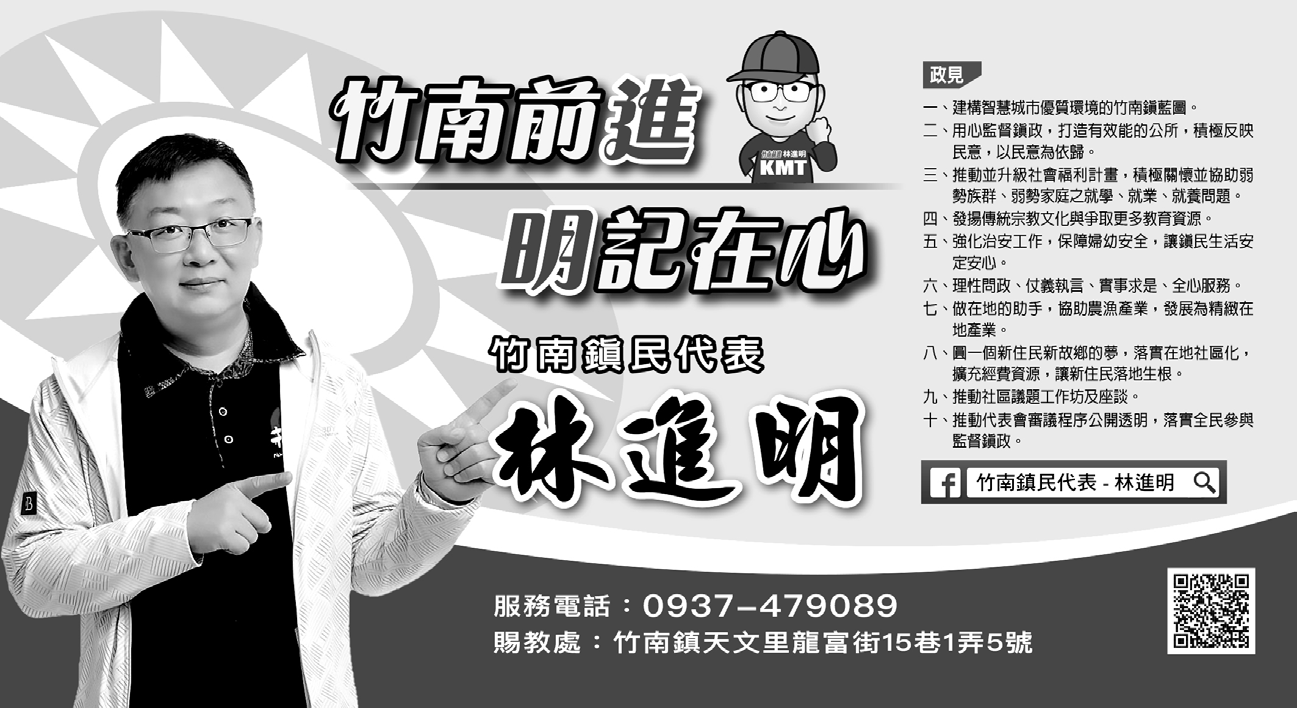 竹南前進
竹南鎮 林進明
KMT
明記在心
竹南鎮民代表
林進明
政見
一、建構智慧城市優質環境的竹南鎮藍圖。
二、用心監督鎮政，打造有效能的公所，積極反映
民意，以民意為依歸。
三、推動並升級社會福利計畫，積極關懷並協助弱
勢族群、弱勢家庭之就學、就業、就養問題。
四、發揚傳統宗教文化與爭取更多教育資源。
五、強化治安工作，保障婦幼安全，讓鎮民生活安
定安心。
六、理性問政、仗義執言、實事求是、全心服務。
七、做在地的助手，協助農漁產業，發展為精緻在
地產業。
八、圓一個新住民新故鄉的夢，落實在地社區化，
擴充經費資源，讓新住民落地生根。
九、推動社區議題工作坊及座談。
十、推動代表會審議程序公開透明，落實全民參與
監督鎮政。
f 竹南鎮民代表 - 林進明
B
服務電話：0937-479089
賜教處：竹南鎮天文里龍富街15巷1弄5號